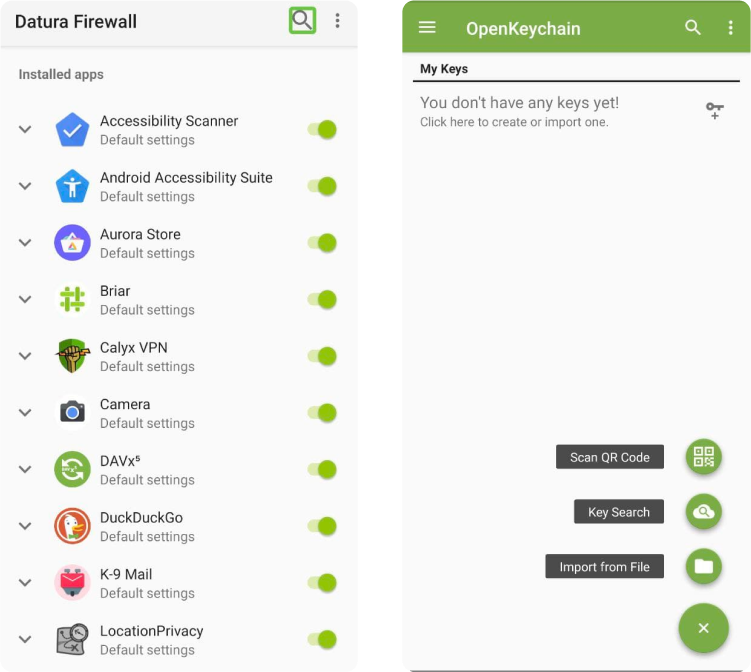 Datura Firewall
Installed apps
Accessibility Scanner
Default settings
Android Accessibility Suite
Default settings
Aurora Store
Default settings
Briar
Default settings
Calyx VPN
Default settings
Camera
Default settings
DAVx⁵
Default settings
DuckDuckGo
Default settings
K-9 Mail
Default settings
LocationPrivacy
Default settings
OpenKeychain
My Keys
You don't have any keys yet!
Click here to create or import one.
Scan QR Code
Key Search
Import from File